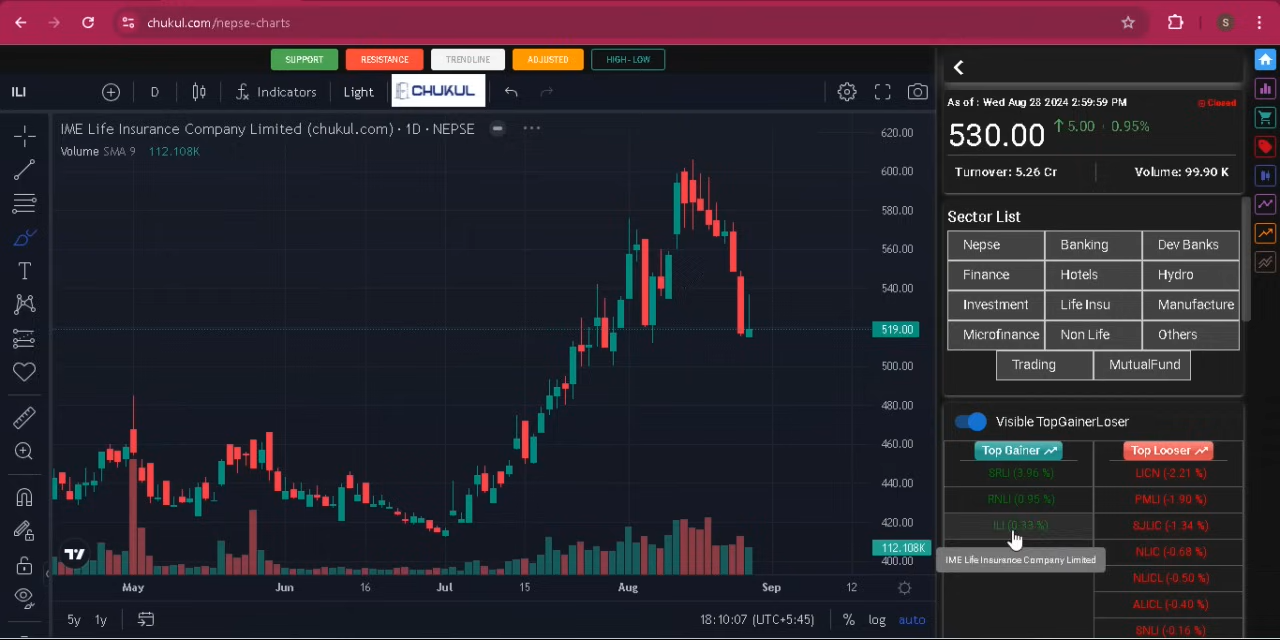 chukul.com/nepse-charts
S
SUPPORT
RESISTANCE
TRENDLINE
ADJUSTED
HIGH-LOW
ILI
D
Indicators
Light
CHUKUL
IME Life Insurance Company Limited (chukul.com) · 1D · NEPSE
Volume SMA 9 112.108K
620.00
600.00
580.00
560.00
540.00
519.00
500.00
480.00
460.00
440.00
420.00
112.108K
400.00
May
Jun
16
Jul
15
Aug
Sep
12
5y
1y
18:10:07 (UTC+5:45)
%
log
auto
As of : Wed Aug 28 2024 2:59:59 PM
Closed
530.00
5.00 · 0.95%
Turnover: 5.26 Cr
Volume: 99.90 K
Sector List
Nepse
Banking
Dev Banks
Finance
Hotels
Hydro
Investment
Life Insu
Manufacture
Microfinance
Non Life
Others
Trading
MutualFund
Visible TopGainerLoser
Top Gainer
Top Looser
SRLI (3.96 %)
LICN (-2.21 %)
RNLI (0.95 %)
PMLI (-1.90 %)
ILI (0.33 %)
SJLIC (-1.34 %)
NLIC (-0.68 %)
IME Life Insurance Company Limited
NLICL (-0.50 %)
ALICL (-0.40 %)
SNLI (-0.16 %)